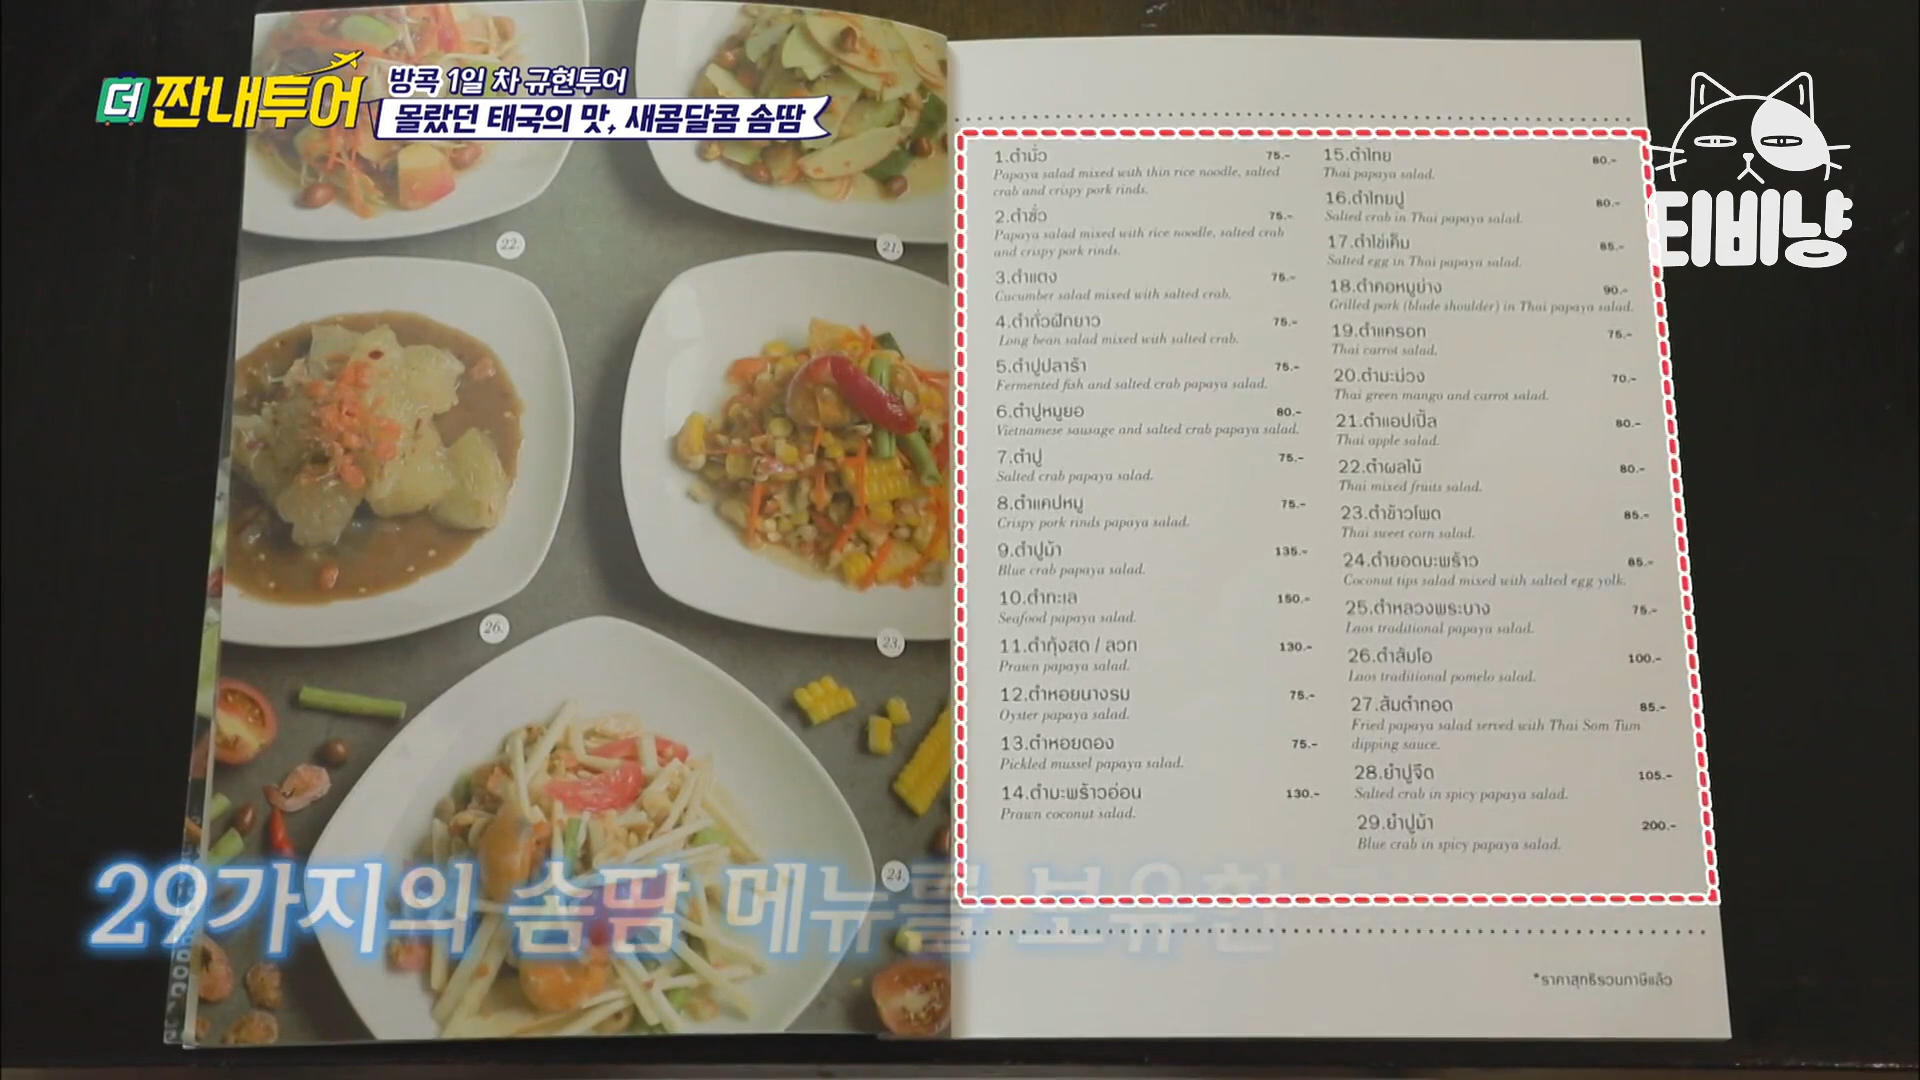 더 짠내투어
방콕 1일 차 규현투어
몰랐던 태국의 맛, 새콤달콤 솜땀
티비냥
22.
21.
26.
23.
24.
1.ตำมั่ว 75.-
Papaya salad mixed with thin rice noodle, salted
crab and crispy pork rinds.
2.ตำซั่ว 75.-
Papaya salad mixed with rice noodle, salted crab
and crispy pork rinds.
3.ตำแตง 75.-
Cucumber salad mixed with salted crab.
4.ตำถั่วฝักยาว 75.-
Long bean salad mixed with salted crab.
5.ตำปูปลาร้า 75.-
Fermented fish and salted crab papaya salad.
6.ตำปูหมูยอ 80.-
Vietnamese sausage and salted crab papaya salad.
7.ตำปู 75.-
Salted crab papaya salad.
8.ตำแคปหมู 75.-
Crispy pork rinds papaya salad.
9.ตำปูม้า 135.-
Blue crab papaya salad.
10.ตำทะเล 150.-
Seafood papaya salad.
11.ตำกุ้งสด / ลวก 130.-
Prawn papaya salad.
12.ตำหอยนางรม 75.-
Oyster papaya salad.
13.ตำหอยดอง 75.-
Pickled mussel papaya salad.
14.ตำมะพร้าวอ่อน 130.-
Prawn coconut salad.
15.ตำไทย 80.-
Thai papaya salad.
16.ตำไทยปู 80.-
Salted crab in Thai papaya salad.
17.ตำไข่เค็ม 85.-
Salted egg in Thai papaya salad.
18.ตำคอหมูย่าง 90.-
Grilled pork (blade shoulder) in Thai papaya salad.
19.ตำแครอท 75.-
Thai carrot salad.
20.ตำมะม่วง 70.-
Thai green mango and carrot salad.
21.ตำแอปเปิ้ล 80.-
Thai apple salad.
22.ตำผลไม้ 80.-
Thai mixed fruits salad.
23.ตำข้าวโพด 85.-
Thai sweet corn salad.
24.ตำยอดมะพร้าว 85.-
Coconut tips salad mixed with salted egg yolk.
25.ตำหลวงพระบาง 75.-
Laos traditional papaya salad.
26.ตำส้มโอ 100.-
Laos traditional pomelo salad.
27.ส้มตำทอด 85.-
Fried papaya salad served with Thai Som Tum
dipping sauce.
28.ยำปูจืด 105.-
Salted crab in spicy papaya salad.
29.ยำปูม้า 200.-
Blue crab in spicy papaya salad.
29가지의 솜땀 메뉴를 보유한
*ราคาสุทธิรวมภาษีแล้ว